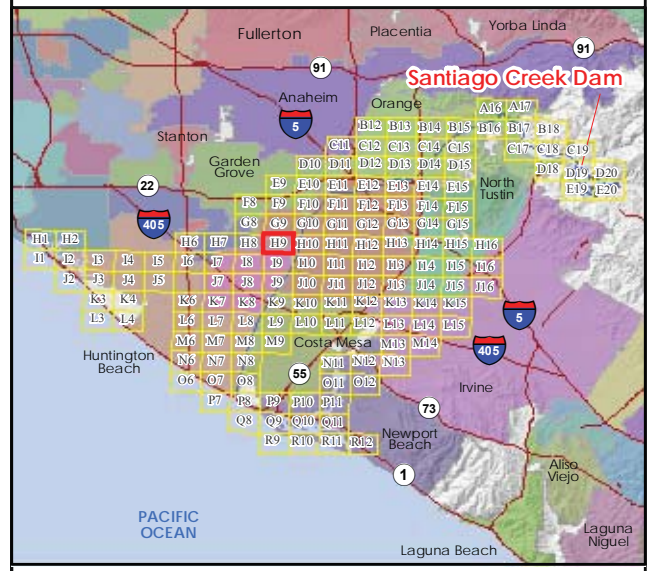 Yorba Linda
Fullerton
Placentia
91
91
Santiago Creek Dam
Anaheim
Orange
A16 A17
5
B12 B13 B14 B15 B16 B17 B18
Stanton
C11 C12 C13 C14 C15 C17 C18 C19
Garden
Grove
D10 D11 D12 D13 D14 D15 D18 D19 D20
22
E9 E10 E11 E12 E13 E14 E15 E19 E20
North
Tustin
F8 F9 F10 F11 F12 F13 F14 F15
405
G8 G9 G10 G11 G12 G13 G14 G15
H1 H2 H6 H7 H8 H9 H10 H11 H12 H13 H14 H15 H16
I1 I2 I3 I4 I5 I6 I7 I8 I9 I10 I11 I12 I13 I14 I15 I16
J2 J3 J4 J5 J7 J8 J9 J10 J11 J12 J13 J14 J15 J16
K3 K4 K6 K7 K8 K9 K10 K11 K12 K13 K14 K15
5
L3 L4 L6 L7 L8 L9 L10 L11 L12 L13 L14 L15
M6 M7 M8 M9 Costa Mesa M13 M14
405
Huntington
Beach
N6 N7 N8 N11 N12 N13
55
O6 O7 O8 O11 O12
Irvine
P7 P8 P9 P10 P11
73
Q8 Q9 Q10 Q11
Newport
Beach
R9 R10 R11 R12
Aliso
Viejo
1
PACIFIC
OCEAN
Laguna
Niguel
Laguna Beach